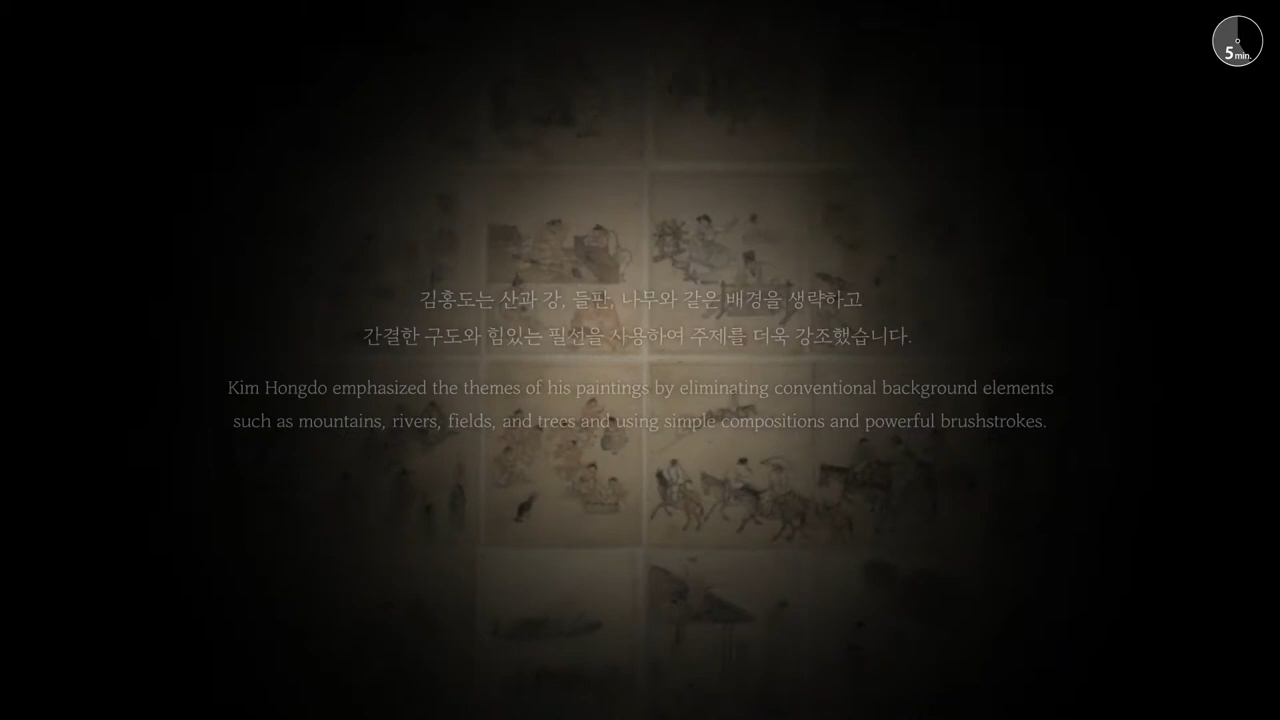 5min.
김홍도는 산과 강, 들판, 나무와 같은 배경을 생략하고
간결한 구도와 힘있는 필선을 사용하여 주제를 더욱 강조했습니다.
Kim Hongdo emphasized the themes of his paintings by eliminating conventional background elements
such as mountains, rivers, fields, and trees and using simple compositions and powerful brushstrokes.